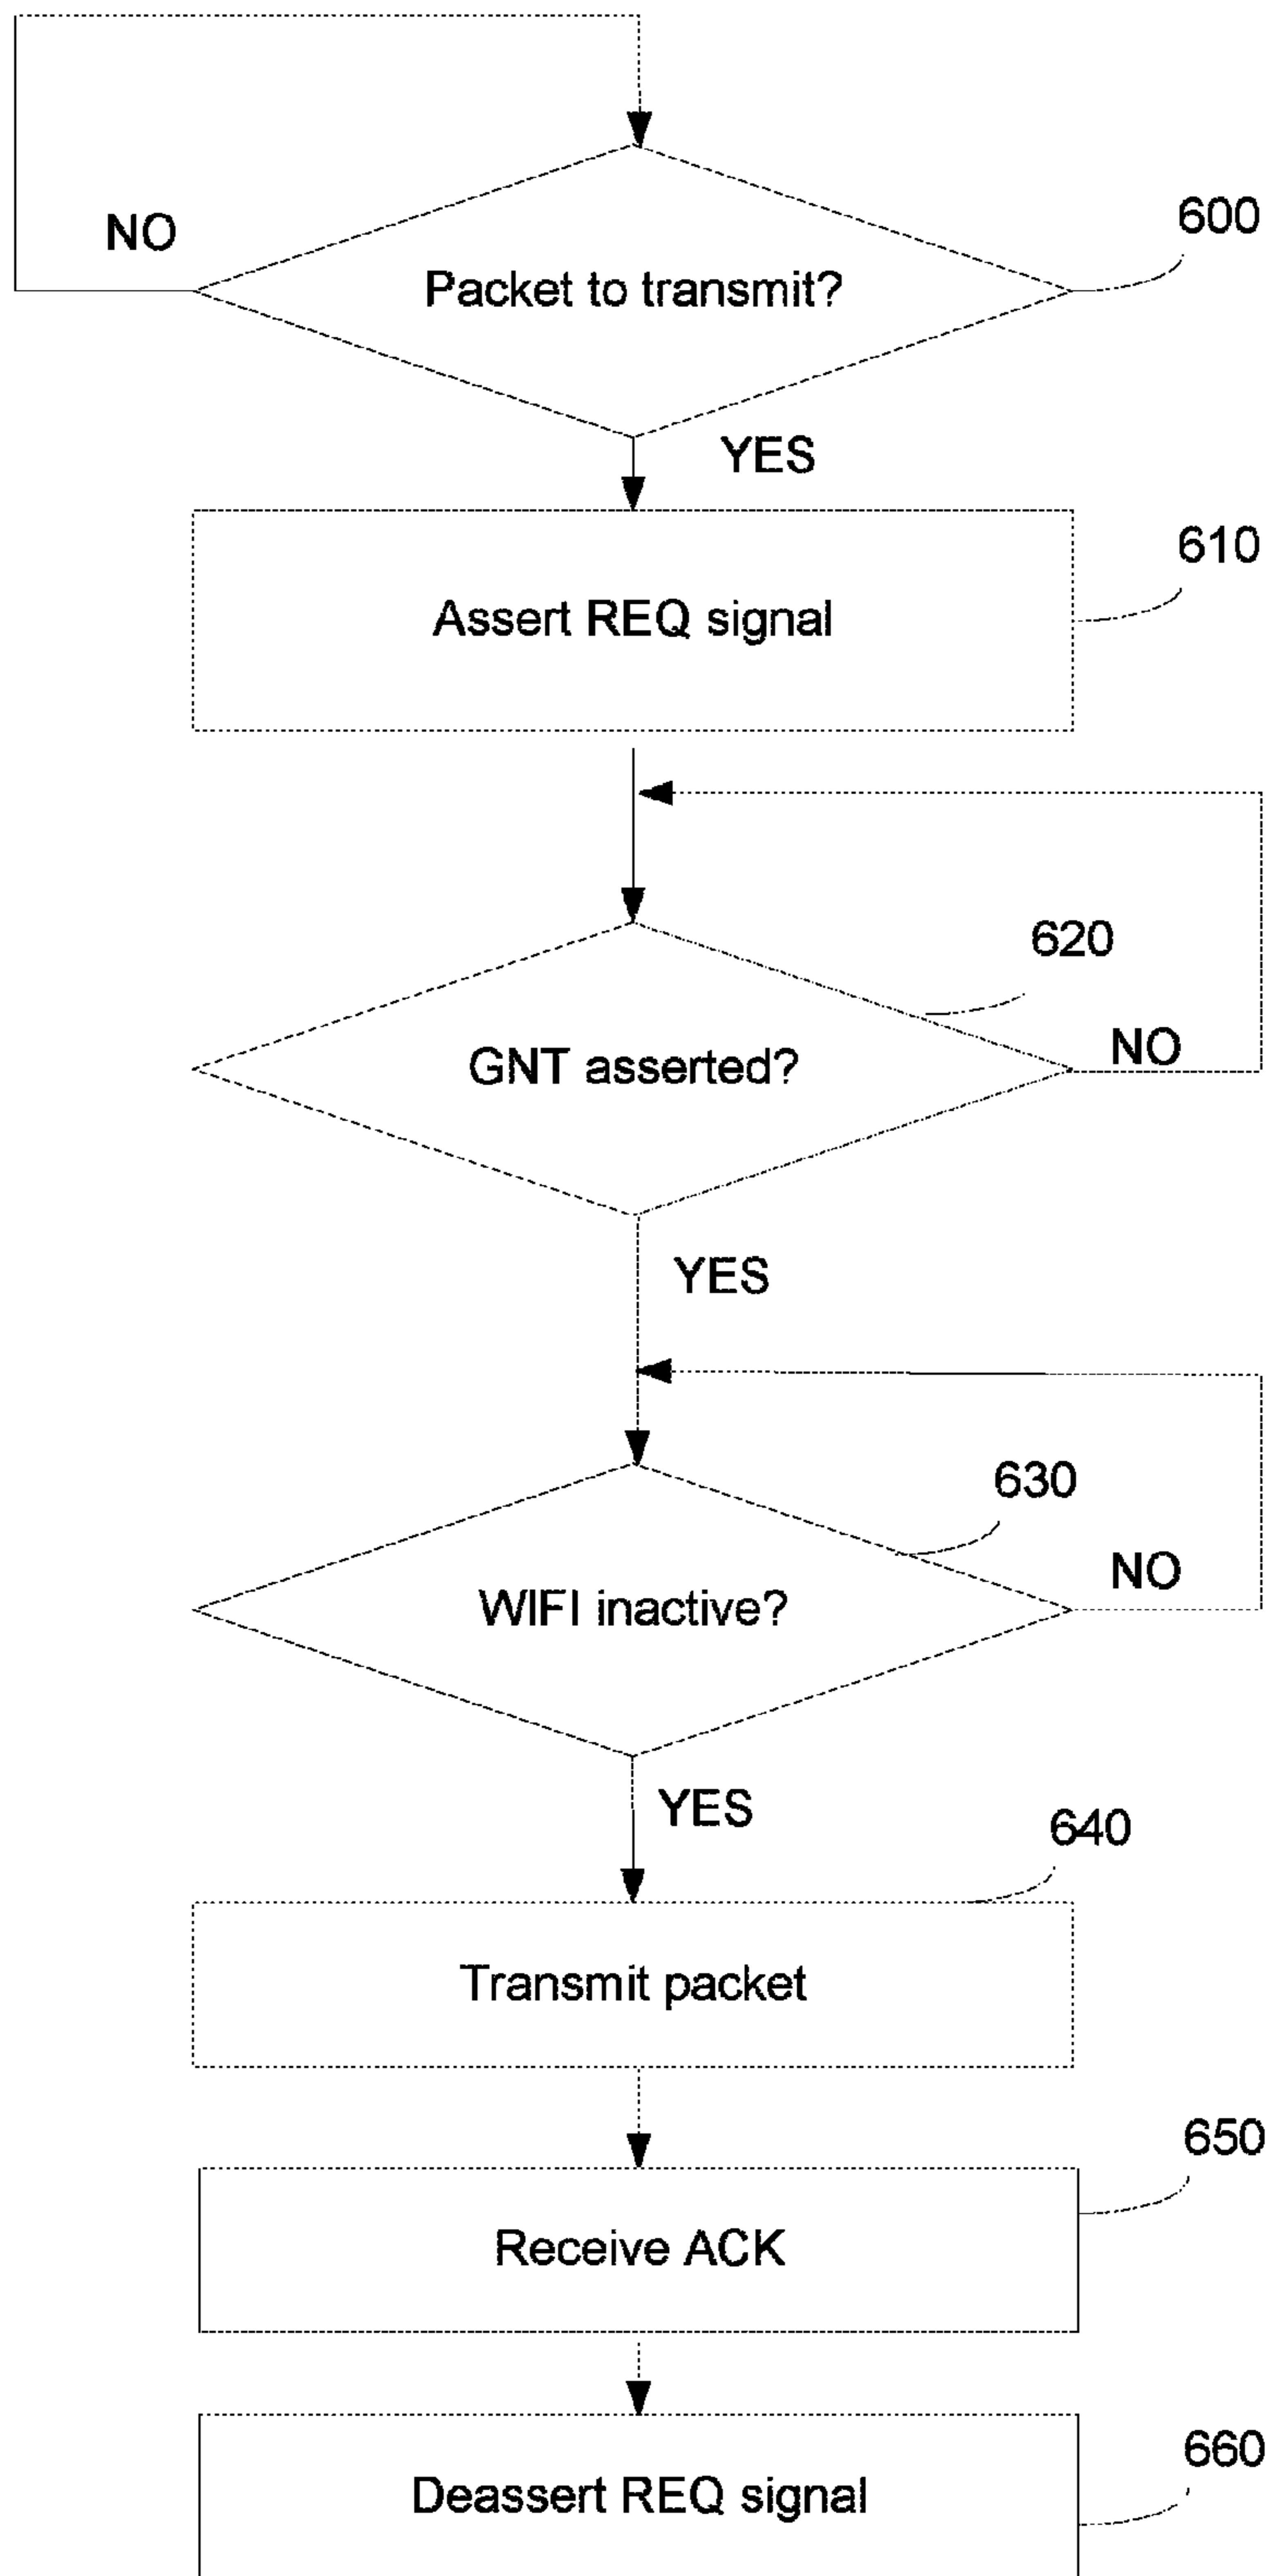 600
NO
Packet to transmit?
YES
610
Assert REQ signal
620
NO
GNT asserted?
YES
630
NO
WIFI inactive?
YES
640
Transmit packet
650
Receive ACK
660
Deassert REQ signal